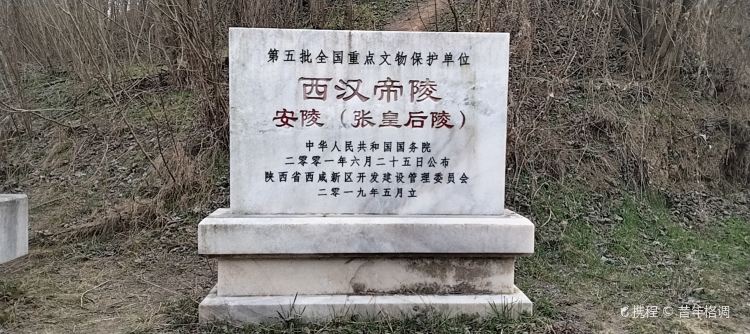 第五批全国重点文物保护单位
西汉帝陵
安陵（张皇后陵）
中华人民共和国国务院
二零零一年六月二十五日公布
陕西省西咸新区开发建设管理委员会
二零一九年五月立
携程 © 昔年格调